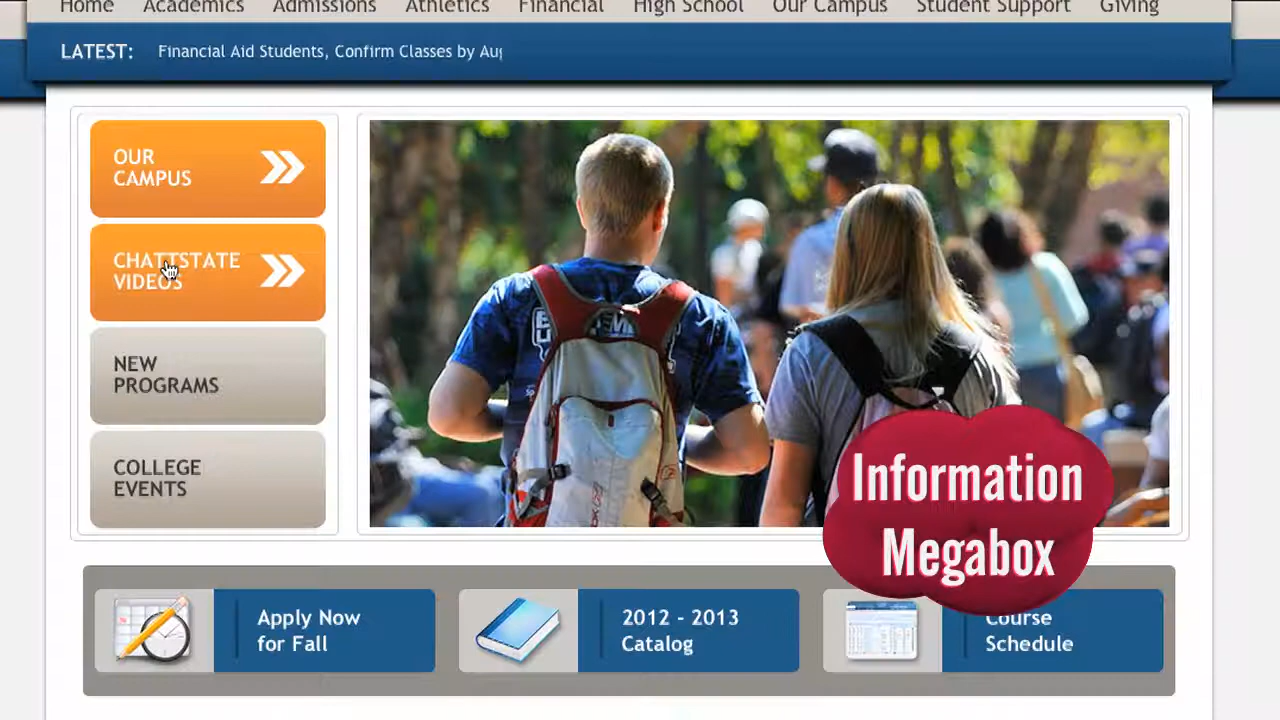 Home Academics Admissions Athletics Financial High School Our Campus Student Support Giving
LATEST: Financial Aid Students, Confirm Classes by Aug
OUR
CAMPUS
CHATTSTATE
VIDEOS
NEW
PROGRAMS
COLLEGE
EVENTS
Information
Megabox
Apply Now
for Fall
2012 - 2013
Catalog
Course
Schedule